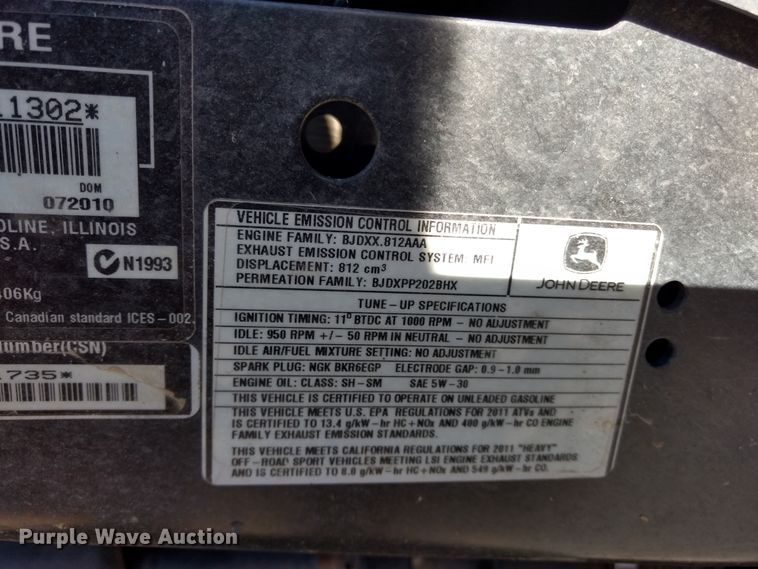 RE
11302*
DOM
072010
OLINE, ILLINOIS
S.A.
N1993
406Kg
Canadian standard ICES-002.
umber(CSN)
1735*
VEHICLE EMISSION CONTROL INFORMATION
ENGINE FAMILY: BJDXX.812AAA
EXHAUST EMISSION CONTROL SYSTEM: MFI
DISPLACEMENT: 812 cm³
PERMEATION FAMILY: BJDXPP202BHX
JOHN DEERE
TUNE-UP SPECIFICATIONS
IGNITION TIMING: 11° BTDC AT 1000 RPM - NO ADJUSTMENT
IDLE: 950 RPM +/- 50 RPM IN NEUTRAL - NO ADJUSTMENT
IDLE AIR/FUEL MIXTURE SETTING: NO ADJUSTMENT
SPARK PLUG: NGK BKR6EGP ELECTRODE GAP: 0.9-1.0 mm
ENGINE OIL: CLASS: SH-SM SAE 5W-30
THIS VEHICLE IS CERTIFIED TO OPERATE ON UNLEADED GASOLINE
THIS VEHICLE MEETS U.S. EPA REGULATIONS FOR 2011 ATVs AND
IS CERTIFIED TO 13.4 g/kW-hr HC+NOx AND 400 g/kW-hr CO ENGINE
FAMILY EXHAUST EMISSION STANDARDS.
THIS VEHICLE MEETS CALIFORNIA REGULATIONS FOR 2011 "HEAVY"
OFF-ROAD SPORT VEHICLES MEETING LSI ENGINE EXHAUST STANDARDS
AND IS CERTIFIED TO 8.0 g/kW-hr HC+NOx AND 549 g/kW-hr CO.
Purple Wave Auction